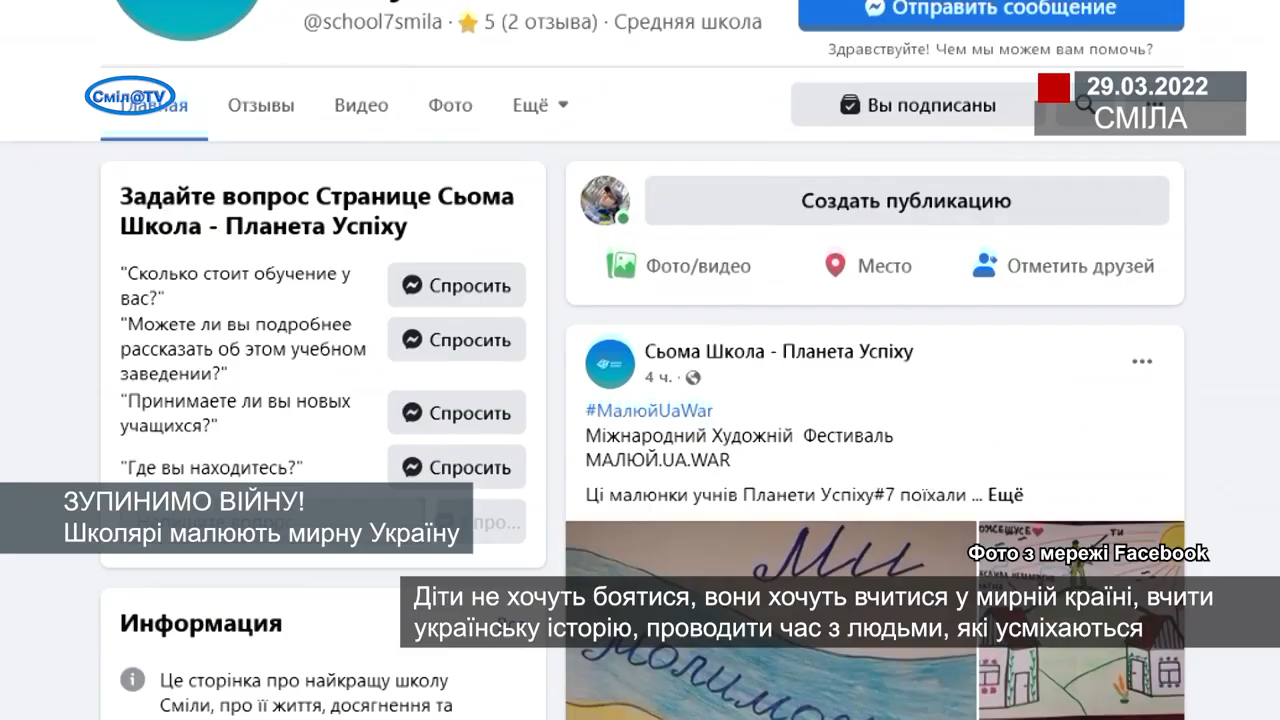 @school7smila · 5 (2 отзыва) · Средняя школа
Отправить сообщение
Здравствуйте! Чем мы можем вам помочь?
Сміл@TV
Главная
Отзывы
Видео
Фото
Ещё
Вы подписаны
29.03.2022
СМІЛА
Задайте вопрос Странице Сьома
Школа - Планета Успіху
"Сколько стоит обучение у
вас?"
Спросить
"Можете ли вы подробнее
рассказать об этом учебном
заведении?"
Спросить
"Принимаете ли вы новых
учащихся?"
Спросить
"Где вы находитесь?"
Спросить
Создать публикацию
Фото/видео
Место
Отметить друзей
Сьома Школа - Планета Успіху
4 ч. ·
#МалюйUaWar
Міжнародний Художній Фестиваль
МАЛЮЙ.UA.WAR
Ці малюнки учнів Планети Успіху#7 поїхали ... Ещё
ЗУПИНИМО ВІЙНУ!
Школярі малюють мирну Україну
Ми
молимось
ТИ
Фото з мережі Facebook
Діти не хочуть боятися, вони хочуть вчитися у мирній країні, вчити
українську історію, проводити час з людьми, які усміхаються
Информация
Це сторінка про найкращу школу
Сміли, про її життя, досягнення та